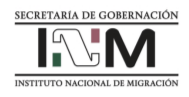 SECRETARÍA DE GOBERNACIÓN
INM
INSTITUTO NACIONAL DE MIGRACIÓN